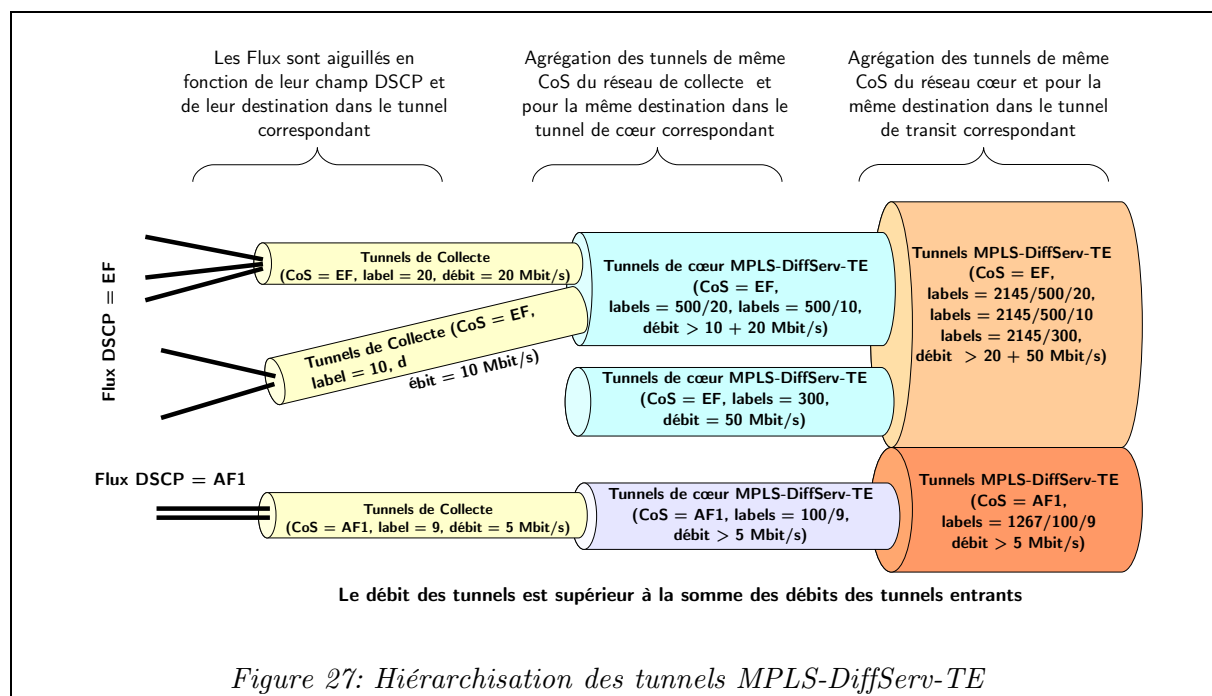 Les Flux sont aiguillés en
fonction de leur champ DSCP et
de leur destination dans le tunnel
correspondant
Agrégation des tunnels de même
CoS du réseau de collecte et
pour la même destination dans le
tunnel de cœur correspondant
Agrégation des tunnels de même
CoS du réseau cœur et pour la
même destination dans le tunnel
de transit correspondant
Flux DSCP = EF
Tunnels de Collecte
(CoS = EF, label = 20, débit = 20 Mbit/s)
Tunnels de Collecte (CoS = EF,
label = 10, d
ébit = 10 Mbit/s)
Tunnels de cœur MPLS-DiffServ-TE
(CoS = EF,
labels = 500/20, labels = 500/10,
débit > 10 + 20 Mbit/s)
Tunnels de cœur MPLS-DiffServ-TE
(CoS = EF, labels = 300,
débit = 50 Mbit/s)
Tunnels MPLS-DiffServ-TE
(CoS = EF,
labels = 2145/500/20,
labels = 2145/500/10
labels = 2145/300,
débit > 20 + 50 Mbit/s)
Flux DSCP = AF1
Tunnels de Collecte
(CoS = AF1, label = 9, débit = 5 Mbit/s)
Tunnels de cœur MPLS-DiffServ-TE
(CoS = AF1, labels = 100/9,
débit > 5 Mbit/s)
Tunnels MPLS-DiffServ-TE
(CoS = AF1,
labels = 1267/100/9
débit > 5 Mbit/s)
Le débit des tunnels est supérieur à la somme des débits des tunnels entrants
Figure 27: Hiérarchisation des tunnels MPLS-DiffServ-TE